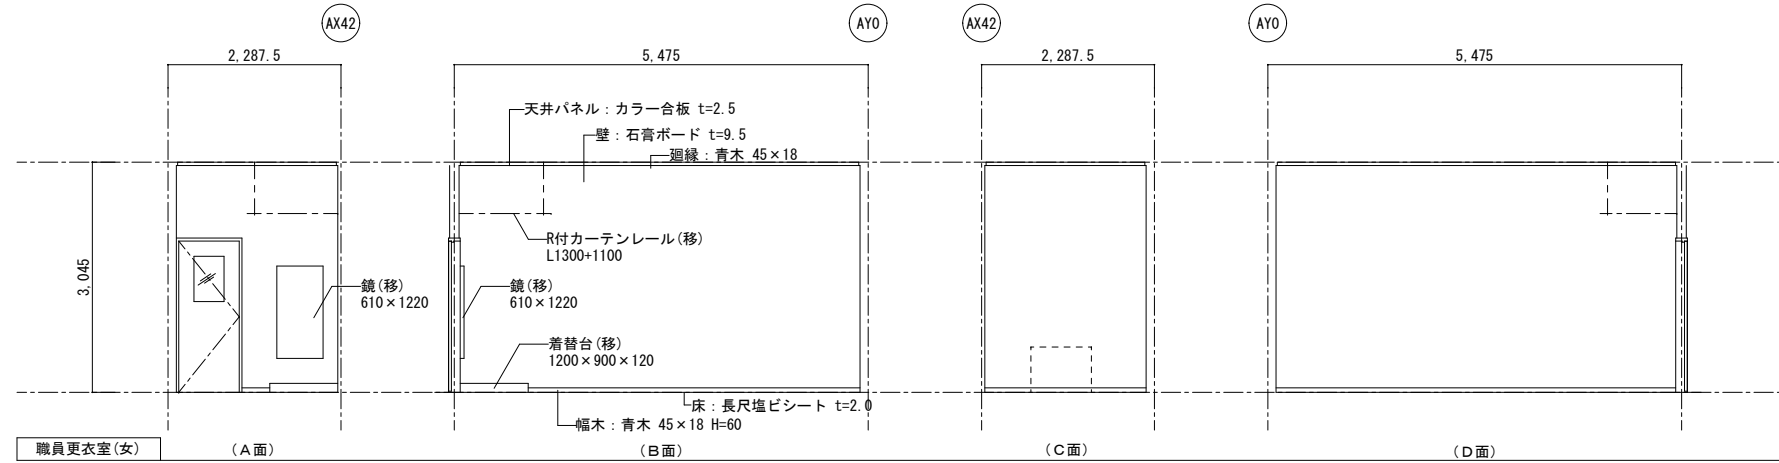 AX42
AY0
AX42
AY0
2,287.5
5,475
2,287.5
5,475
天井パネル：カラー合板 t=2.5
壁：石膏ボード t=9.5
廻縁：青木 45×18
R付カーテンレール(移)
L1300+1100
3,045
鏡(移)
610×1220
鏡(移)
610×1220
着替台(移)
1200×900×120
床：長尺塩ビシート t=2.0
幅木：青木 45×18 H=60
職員更衣室(女)
(A面)
(B面)
(C面)
(D面)